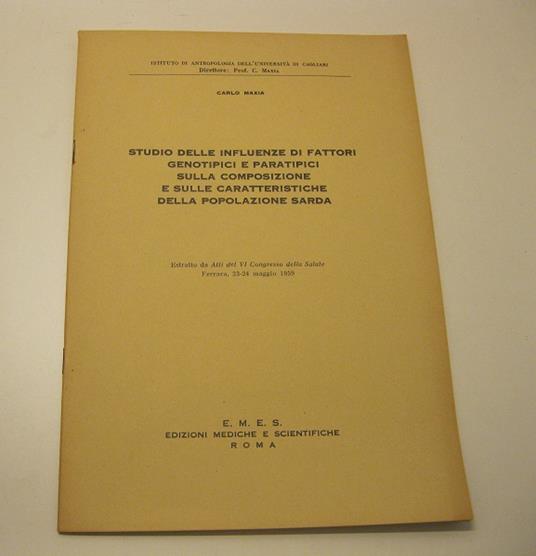 ISTITUTO DI ANTROPOLOGIA DELL'UNIVERSITÀ DI CAGLIARI
Direttore: Prof. C. MAXIA
CARLO MAXIA
STUDIO DELLE INFLUENZE DI FATTORI
GENOTIPICI E PARATIPICI
SULLA COMPOSIZIONE
E SULLE CARATTERISTICHE
DELLA POPOLAZIONE SARDA
Estratto da Atti del VI Congresso della Salute
Ferrara, 23-24 maggio 1959
E. M. E. S.
EDIZIONI MEDICHE E SCIENTIFICHE
ROMA